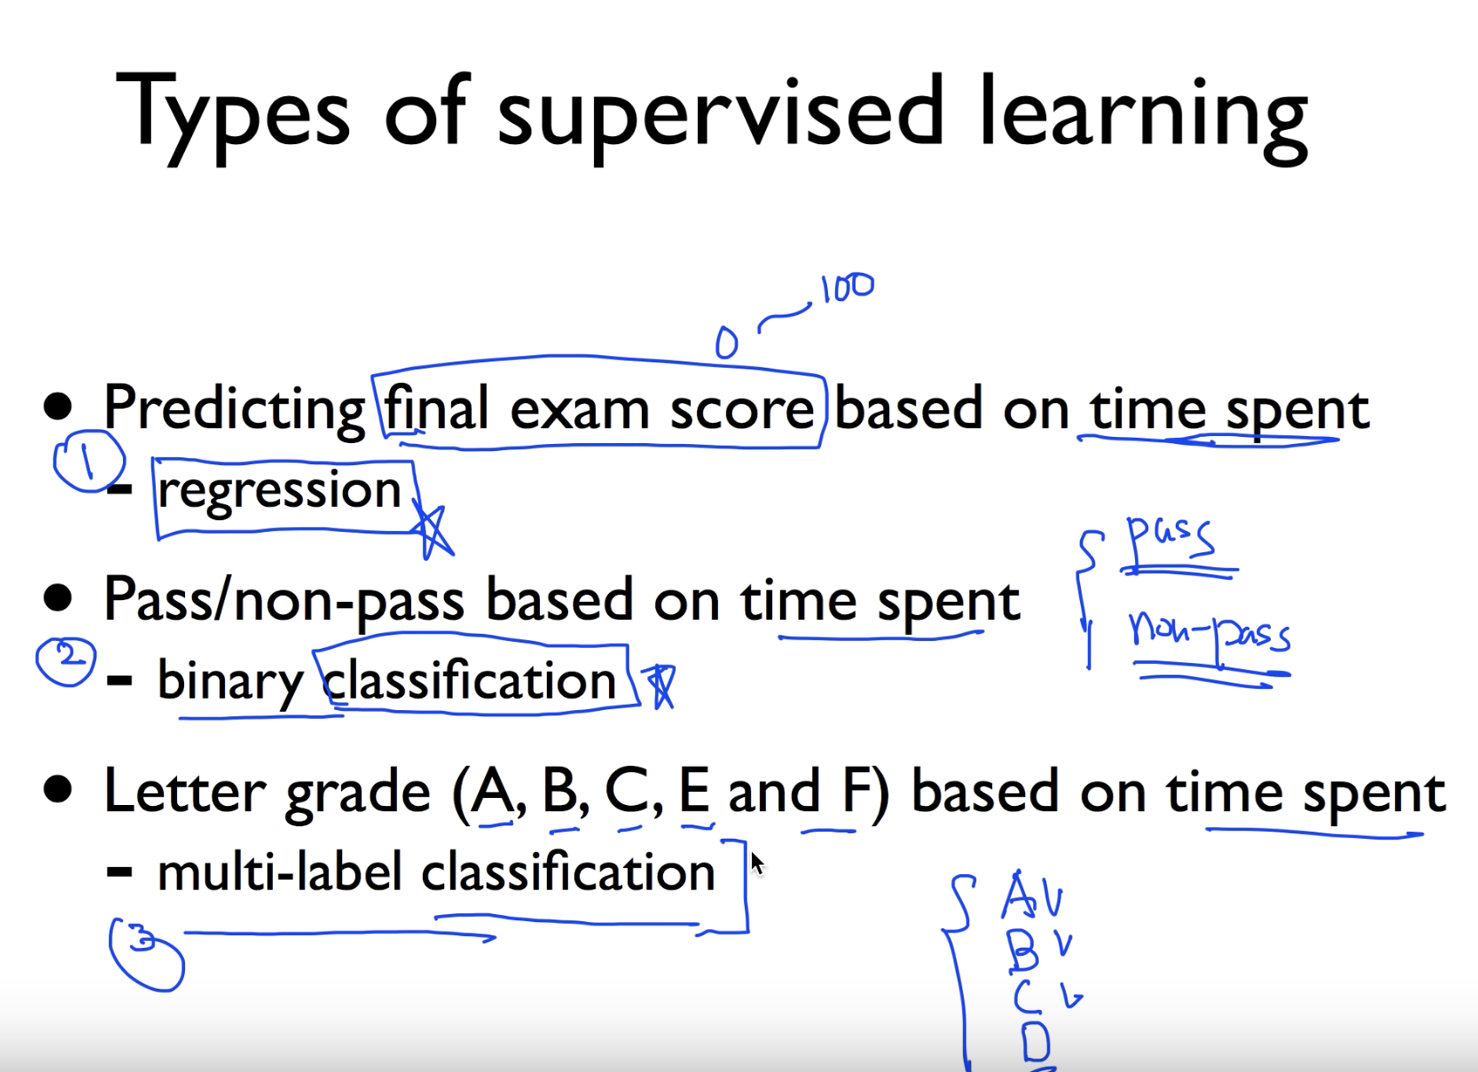 Types of supervised learning
0 ~ 100
• Predicting final exam score based on time spent
1
- regression
pass
• Pass/non-pass based on time spent
non-pass
2
- binary classification
• Letter grade (A, B, C, E and F) based on time spent
- multi-label classification
3
A
B
C
D